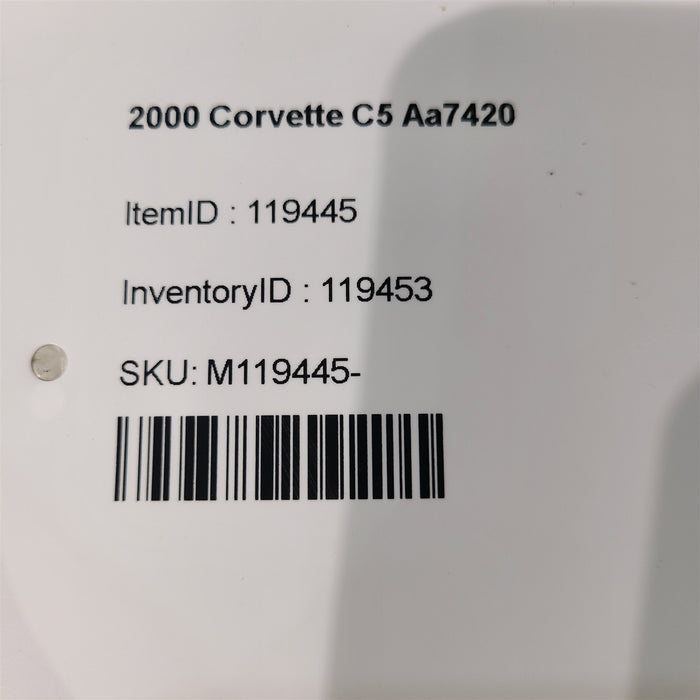 2000 Corvette C5 Aa7420
ItemID : 119445
InventoryID : 119453
SKU: M119445-